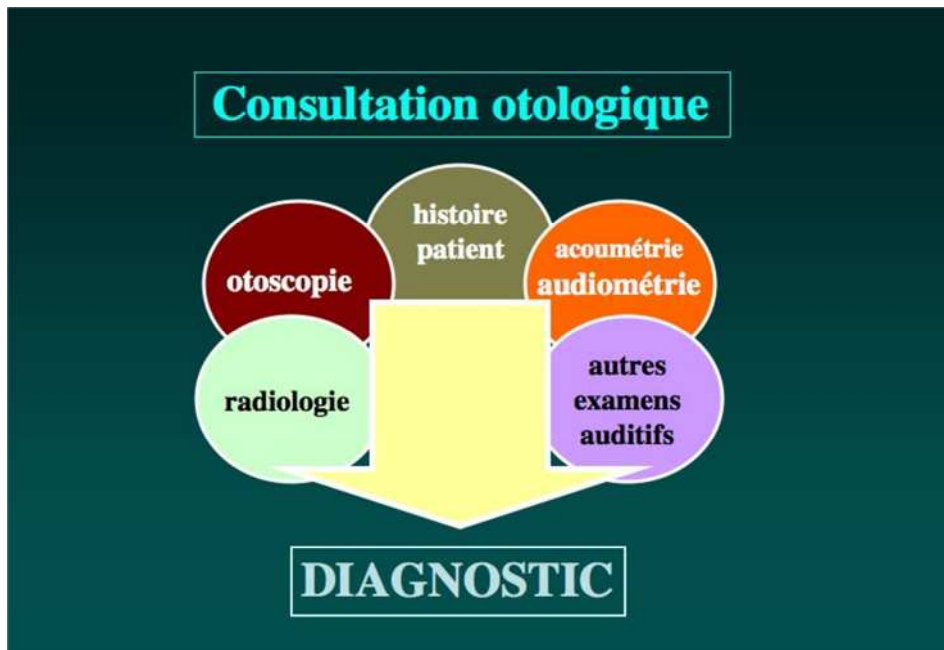 Consultation otologique
histoire
patient
otoscopie
acoumétrie
audiométrie
radiologie
autres
examens
auditifs
DIAGNOSTIC